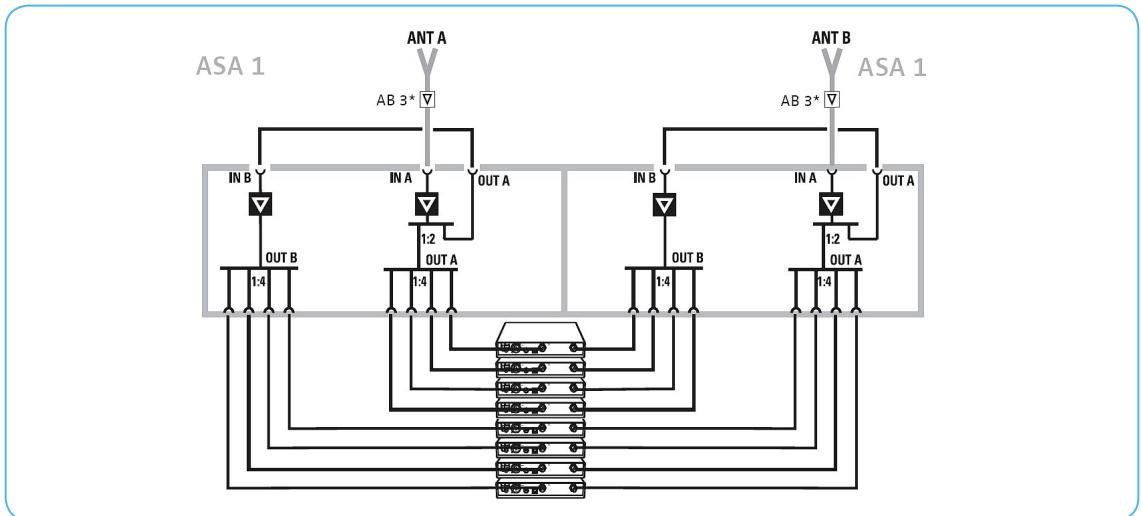 ANT A
ANT B
ASA 1
ASA 1
AB 3*
AB 3*
IN B
IN A
OUT A
IN B
IN A
OUT A
1:2
1:2
OUT B
OUT A
OUT B
OUT A
1:4
1:4
1:4
1:4